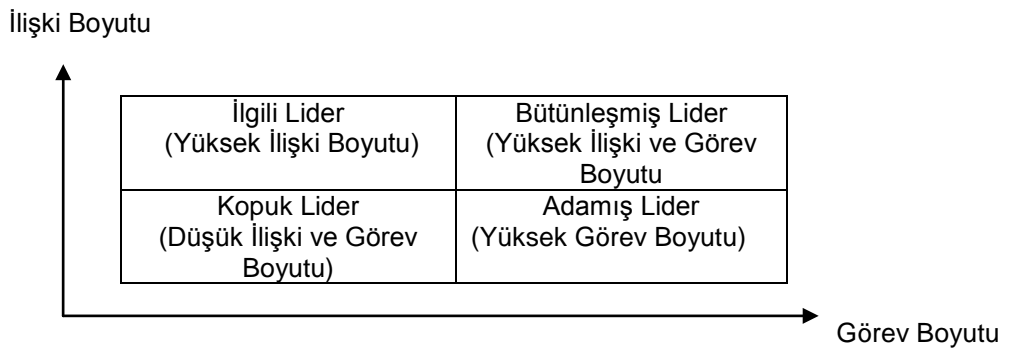 İlişki Boyutu
İlgili Lider
(Yüksek İlişki Boyutu)
Bütünleşmiş Lider
(Yüksek İlişki ve Görev
Boyutu
Kopuk Lider
(Düşük İlişki ve Görev
Boyutu)
Adamış Lider
(Yüksek Görev Boyutu)
Görev Boyutu